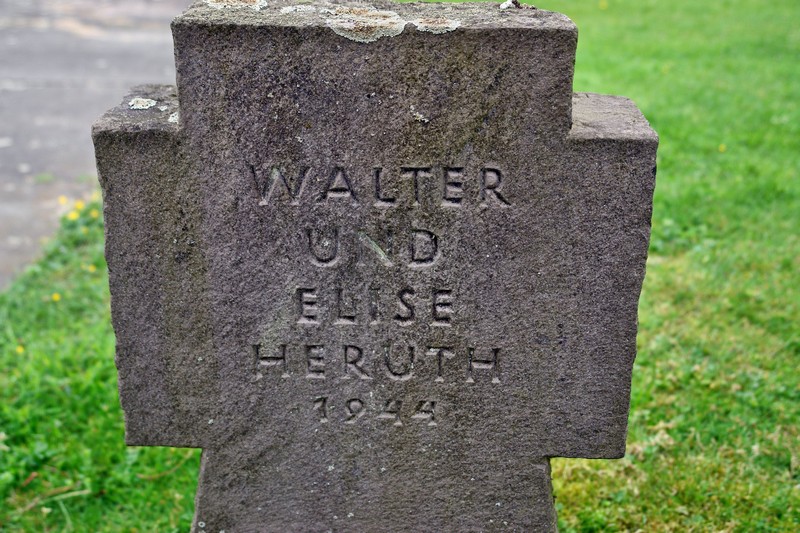 WALTER
UND
ELISE
HERUTH
1944